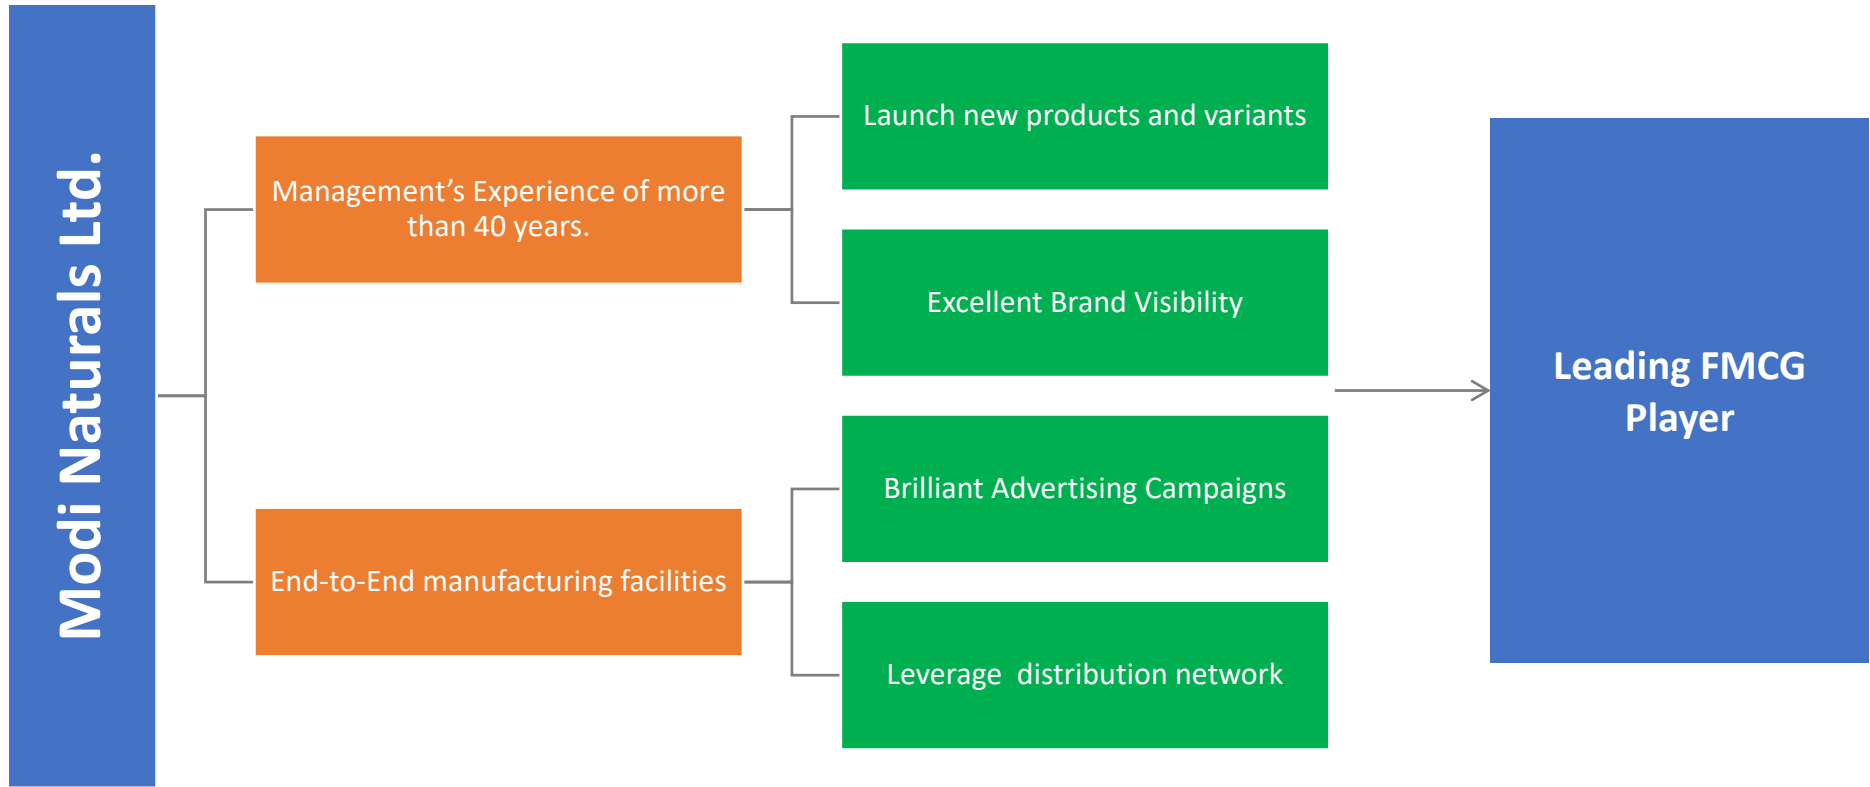 Modi Naturals Ltd.
Management’s Experience of more
than 40 years.
End-to-End manufacturing facilities
Launch new products and variants
Excellent Brand Visibility
Brilliant Advertising Campaigns
Leverage  distribution network
Leading FMCG
Player